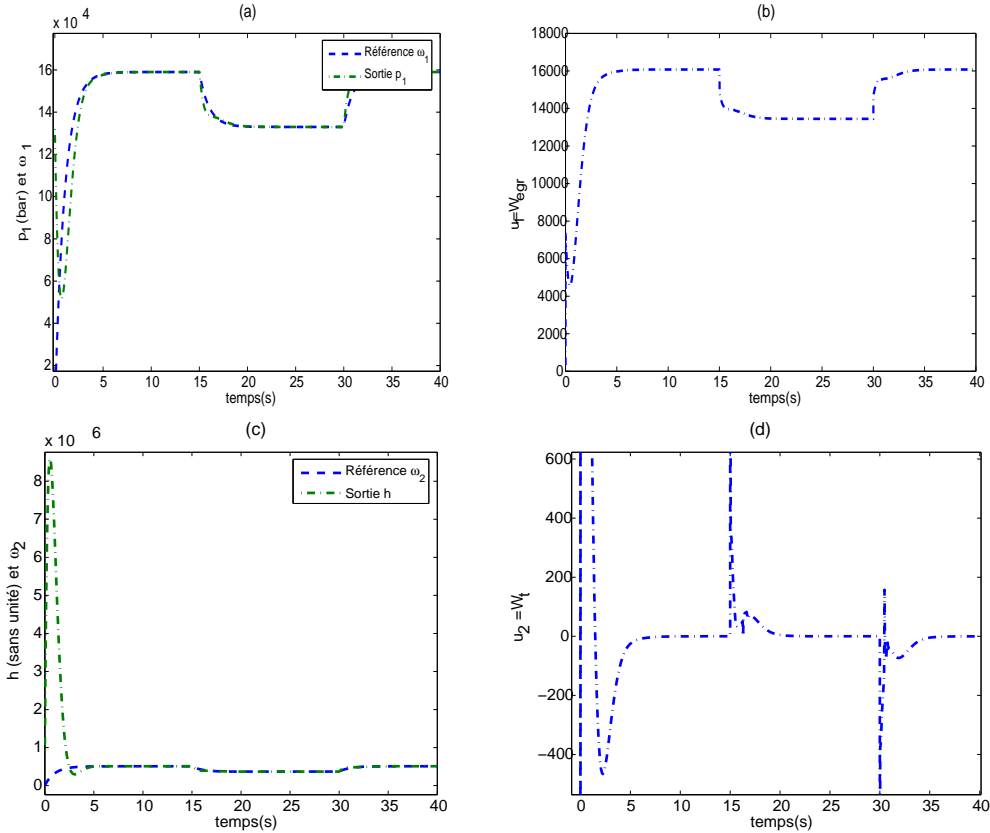 (a)
x 10 4
Référence ω1
Sortie p1
16
14
12
10
8
6
4
2
p1 (bar) et ω1
0 5 10 15 20 25 30 35 40
temps(s)
(b)
18000
16000
14000
12000
10000
8000
6000
4000
2000
0
u1=Wegr
0 5 10 15 20 25 30 35 40
temps(s)
(c)
x 10 6
Référence ω2
Sortie h
8
7
6
5
4
3
2
1
0
h (sans unité) et ω2
0 5 10 15 20 25 30 35 40
temps(s)
(d)
600
400
200
0
−200
−400
u2 =Wt
0 5 10 15 20 25 30 35 40
temps(s)